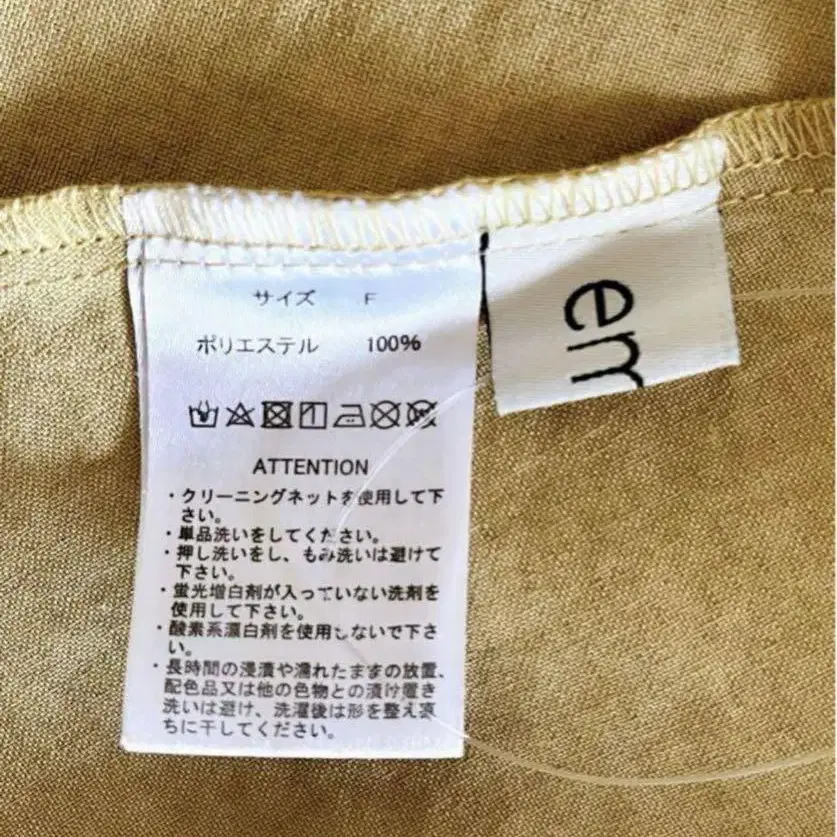 サイズ F
ポリエステル 100%
ATTENTION
・クリーニングネットを使用して下
さい。
・単品洗いをしてください。
・押し洗いをし、もみ洗いは避けて
下さい。
・蛍光増白剤が入っていない洗剤を
使用して下さい。
・酸素系漂白剤を使用しないで下さ
い。
・長時間の浸漬や濡れたままの放置、
配色品又は他の色物との漬け置き
洗いは避け、洗濯後は形を整え直
ちに干してください。
em